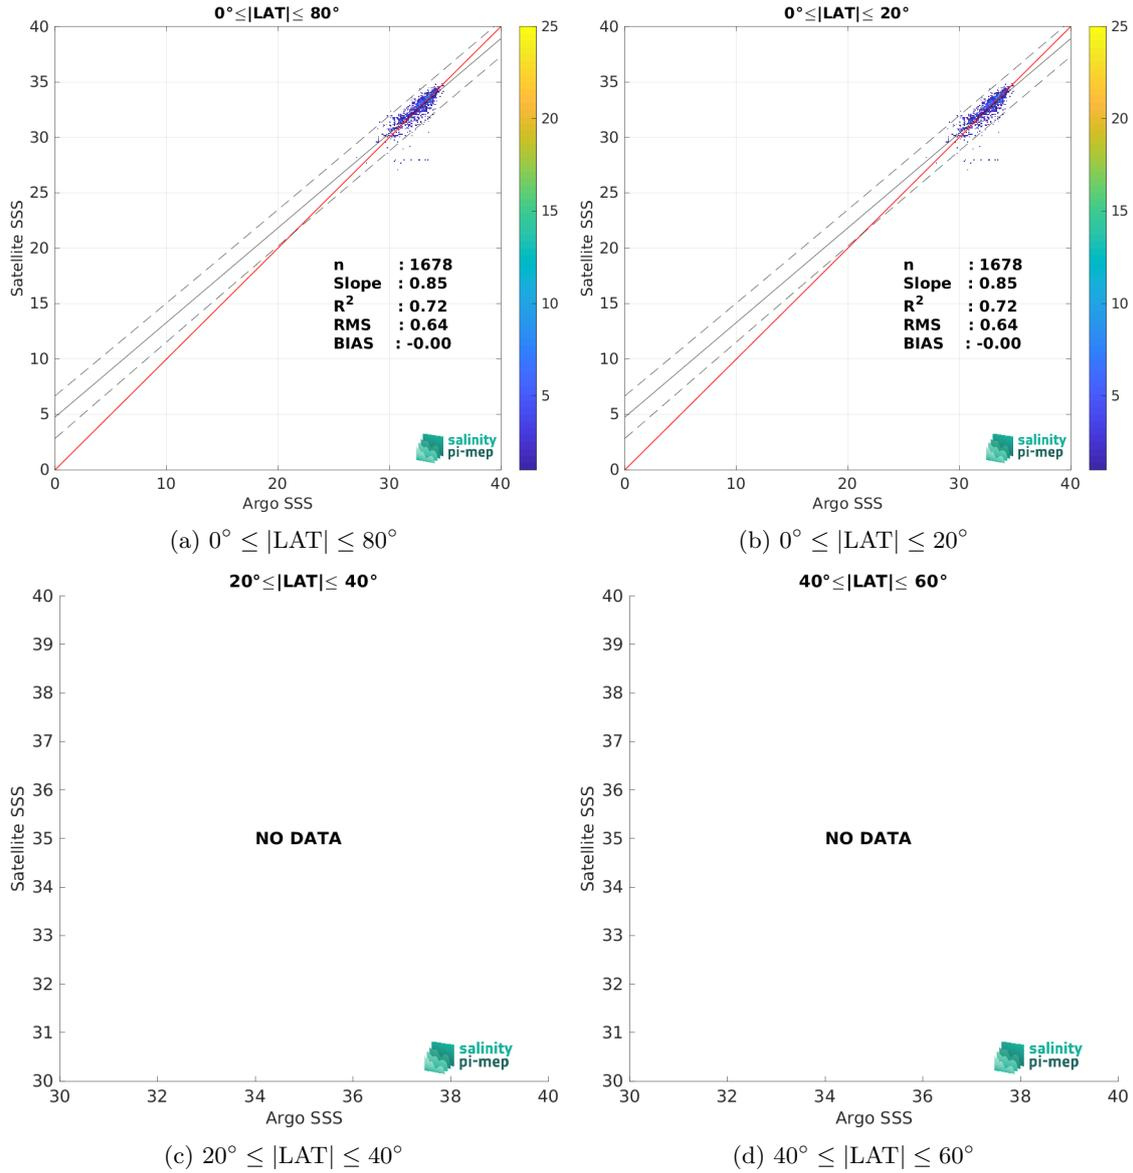 0°≤|LAT|≤ 80°
40
35
30
25
20
15
10
5
0
Satellite SSS
0
10
20
30
40
Argo SSS
25
20
15
10
5
n : 1678
Slope : 0.85
R² : 0.72
RMS : 0.64
BIAS : -0.00
salinity
pi-mep
(a) 0° ≤ |LAT| ≤ 80°
0°≤|LAT|≤ 20°
40
35
30
25
20
15
10
5
0
Satellite SSS
0
10
20
30
40
Argo SSS
25
20
15
10
5
n : 1678
Slope : 0.85
R² : 0.72
RMS : 0.64
BIAS : -0.00
salinity
pi-mep
(b) 0° ≤ |LAT| ≤ 20°
20°≤|LAT|≤ 40°
40
39
38
37
36
35
34
33
32
31
30
Satellite SSS
NO DATA
salinity
pi-mep
30
32
34
36
38
40
Argo SSS
(c) 20° ≤ |LAT| ≤ 40°
40°≤|LAT|≤ 60°
40
39
38
37
36
35
34
33
32
31
30
Satellite SSS
NO DATA
salinity
pi-mep
30
32
34
36
38
40
Argo SSS
(d) 40° ≤ |LAT| ≤ 60°